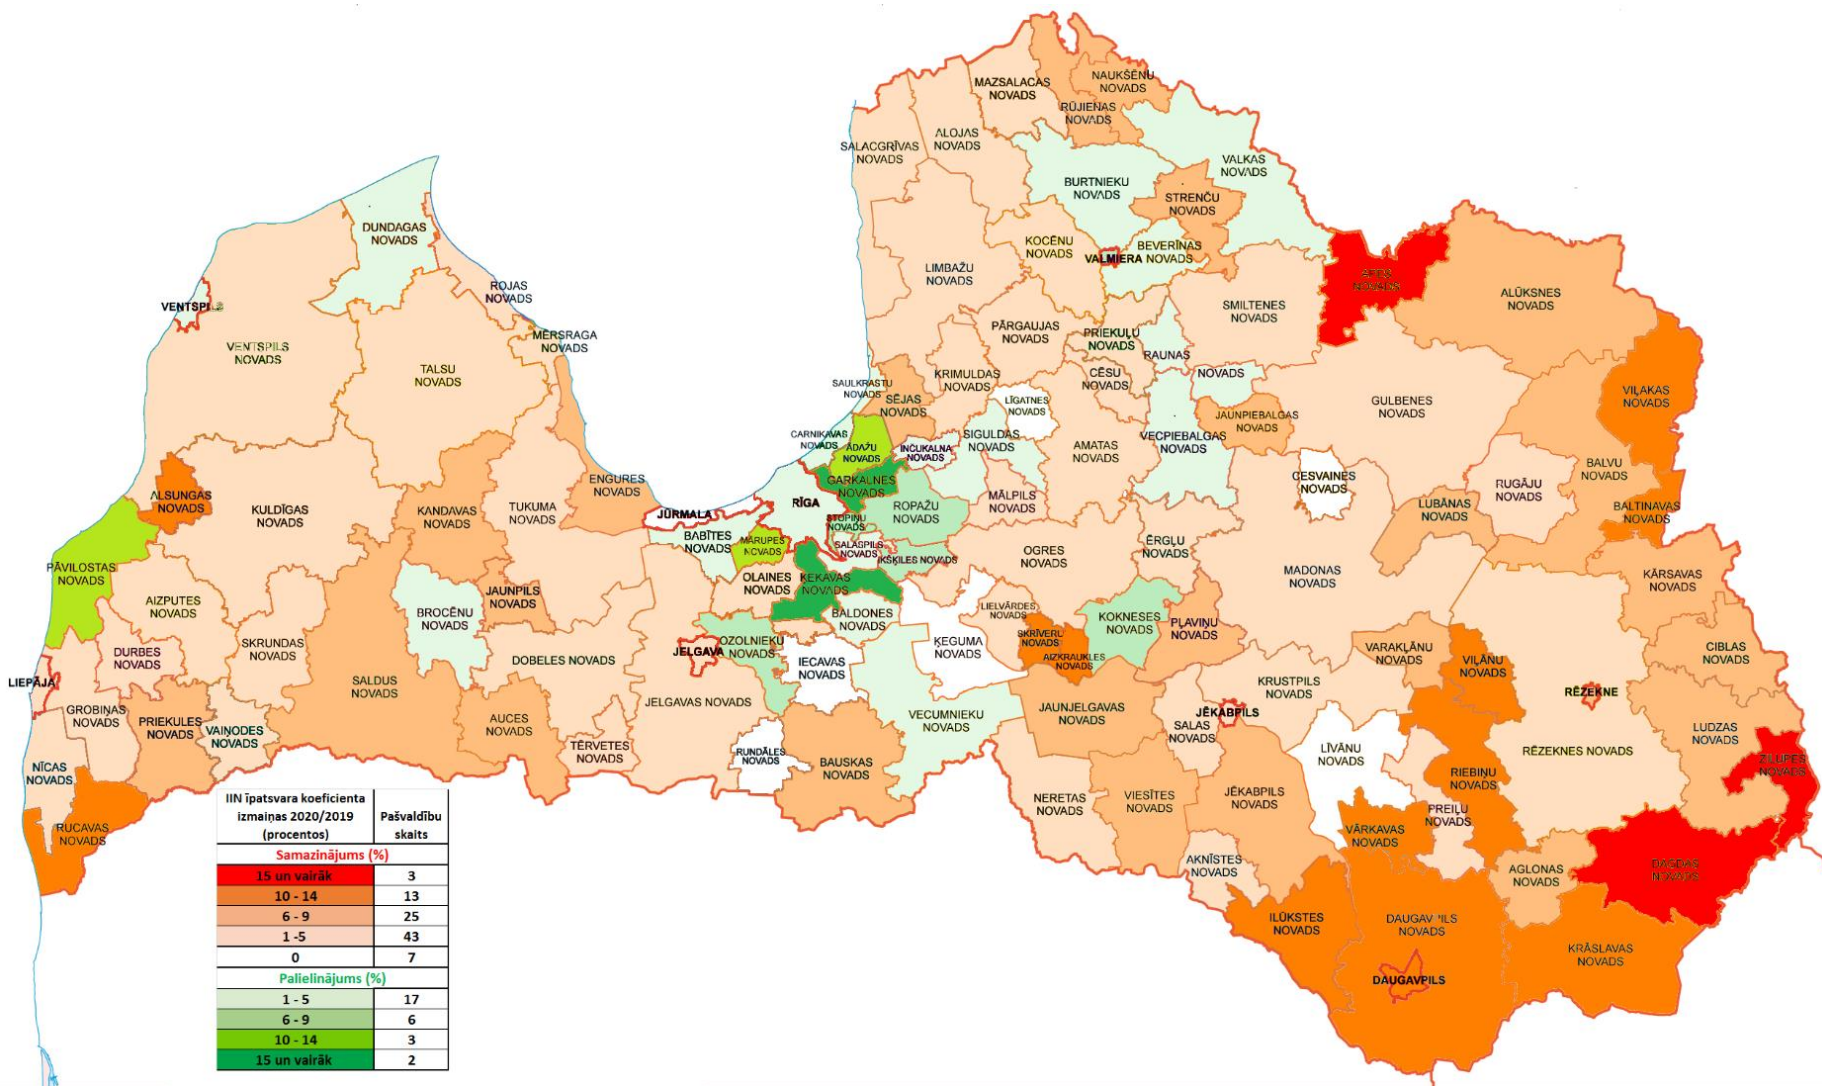 MAZSALACAS
NOVADS
NAUKŠĒNU
NOVADS
RŪJIENAS
NOVADS
ALOJAS
NOVADS
SALACGRĪVAS
NOVADS
VALKAS
NOVADS
BURTNIEKU
NOVADS
STRENČU
NOVADS
DUNDAGAS
NOVADS
KOCĒNU
NOVADS
BEVERĪNAS
NOVADS
VALMIERA
LIMBAŽU
NOVADS
APES
NOVADS
ALŪKSNES
NOVADS
ROJAS
NOVADS
VENTSPILS
SMILTENES
NOVADS
PĀRGAUJAS
NOVADS
PRIEKUĻU
NOVADS
MĒRSRAGA
NOVADS
VENTSPILS
NOVADS
RAUNAS
NOVADS
TALSU
NOVADS
KRIMULDAS
NOVADS
CĒSU
NOVADS
SAULKRASTU
NOVADS
SĒJAS
NOVADS
LĪGATNES
NOVADS
GULBENES
NOVADS
VIĻAKAS
NOVADS
JAUNPIEBALGAS
NOVADS
CARNIKAVAS
NOVADS
SIGULDAS
NOVADS
VECPIEBALGAS
NOVADS
AMATAS
NOVADS
ĀDAŽU
NOVADS
INČUKALNA
NOVADS
BALVU
NOVADS
GARKALNES
NOVADS
CESVAINES
NOVADS
RUGĀJU
NOVADS
ENGURES
NOVADS
ALSUNGAS
NOVADS
TUKUMA
NOVADS
KULDĪGAS
NOVADS
KANDAVAS
NOVADS
MĀLPILS
NOVADS
RĪGA
ROPAŽU
NOVADS
LUBĀNAS
NOVADS
BALTINAVAS
NOVADS
JŪRMALA
STOPIŅU
NOVADS
BABĪTES
NOVADS
MĀRUPES
NOVADS
SALASPILS
NOVADS
IKŠĶILES NOVADS
OGRES
NOVADS
ĒRGĻU
NOVADS
PĀVILOSTAS
NOVADS
MADONAS
NOVADS
KĀRSAVAS
NOVADS
OLAINES
NOVADS
ĶEKAVAS
NOVADS
AIZPUTES
NOVADS
JAUNPILS
NOVADS
BROCĒNU
NOVADS
BALDONES
NOVADS
LIELVĀRDES
NOVADS
KOKNESES
NOVADS
PĻAVIŅU
NOVADS
SKRUNDAS
NOVADS
OZOLNIEKU
NOVADS
ĶEGUMA
NOVADS
SKRĪVERU
NOVADS
AIZKRAUKLES
NOVADS
DURBES
NOVADS
JELGAVA
VARAKĻĀNU
NOVADS
CIBLAS
NOVADS
DOBELES NOVADS
IECAVAS
NOVADS
VIĻĀNU
NOVADS
LIEPĀJA
SALDUS
NOVADS
KRUSTPILS
NOVADS
RĒZEKNE
JELGAVAS NOVADS
GROBIŅAS
NOVADS
PRIEKULES
NOVADS
VAIŅODES
NOVADS
AUCES
NOVADS
VECUMNIEKU
NOVADS
JAUNJELGAVAS
NOVADS
JĒKABPILS
SALAS
NOVADS
LUDZAS
NOVADS
TĒRVETES
NOVADS
RUNDĀLES
NOVADS
BAUSKAS
NOVADS
LĪVĀNU
NOVADS
RĒZEKNES NOVADS
NĪCAS
NOVADS
ZILUPES
NOVADS
RIEBIŅU
NOVADS
NERETAS
NOVADS
VIESĪTES
NOVADS
JĒKABPILS
NOVADS
PREIĻU
NOVADS
RUCAVAS
NOVADS
VĀRKAVAS
NOVADS
AKNĪSTES
NOVADS
AGLONAS
NOVADS
DAGDAS
NOVADS
ILŪKSTES
NOVADS
DAUGAVPILS
NOVADS
KRĀSLAVAS
NOVADS
DAUGAVPILS
IIN īpatsvara koeficienta
izmaiņas 2020/2019
(procentos)
Pašvaldību
skaits
Samazinājums (%)
15 un vairāk 3
10 - 14 13
6 - 9 25
1 -5 43
0 7
Palielinājums (%)
1 - 5 17
6 - 9 6
10 - 14 3
15 un vairāk 2